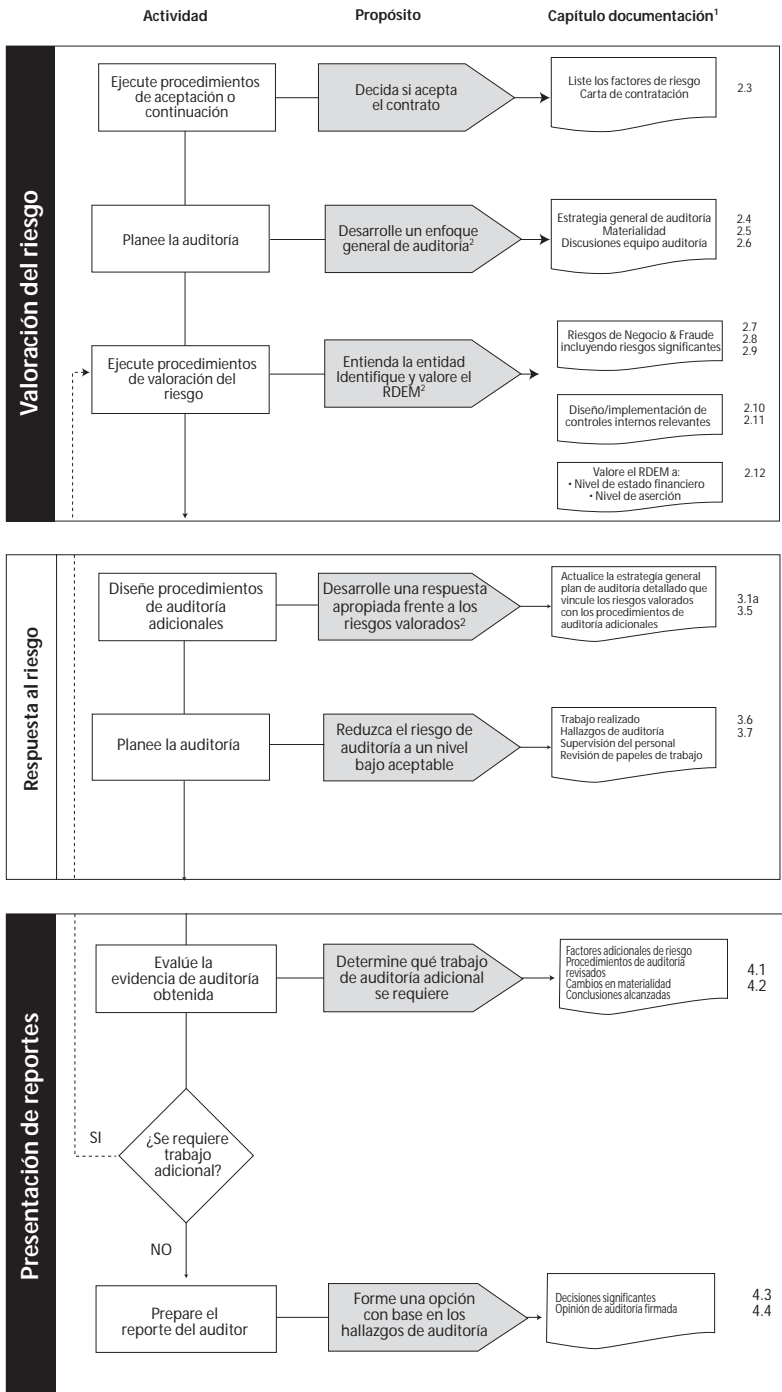 Actividad
Propósito
Capítulo documentación¹
Valoración del riesgo
Ejecute procedimientos
de aceptación o
continuación
Decida si acepta
el contrato
Liste los factores de riesgo
Carta de contratación
2.3
Planee la auditoría
Desarrolle un enfoque
general de auditoría²
Estrategia general de auditoría
Materialidad
Discusiones equipo auditoría
2.4
2.5
2.6
Ejecute procedimientos
de valoración del
riesgo
Entienda la entidad
Identifique y valore el
RDEM²
Riesgos de Negocio & Fraude
incluyendo riesgos significantes
2.7
2.8
2.9
Diseño/implementación de
controles internos relevantes
2.10
2.11
Valore el RDEM a:
• Nivel de estado financiero
• Nivel de aserción
2.12
Respuesta al riesgo
Diseñe procedimientos
de auditoría
adicionales
Desarrolle una respuesta
apropiada frente a los
riesgos valorados²
Actualice la estratégía general
plan de auditoría detallado que
vincule los riesgos valorados
con los procedimientos de
auditoría adicionales
3.1a
3.5
Planee la auditoría
Reduzca el riesgo de
auditoría a un nivel
bajo aceptable
Trabajo realizado
Hallazgos de auditoría
Supervisión del personal
Revisión de papeles de trabajo
3.6
3.7
Presentación de reportes
Evalúe la
evidencia de auditoría
obtenida
Determine qué trabajo
de auditoría adicional
se requiere
Factores adicionales de riesgo
Procedimientos de auditoría
revisados
Cambios en materialidad
Conclusiones alcanzadas
4.1
4.2
SI
¿Se requiere
trabajo
adicional?
NO
Prepare el
reporte del auditor
Forme una opción
con base en los
hallazgos de auditoría
Decisiones significantes
Opinión de auditoría firmada
4.3
4.4